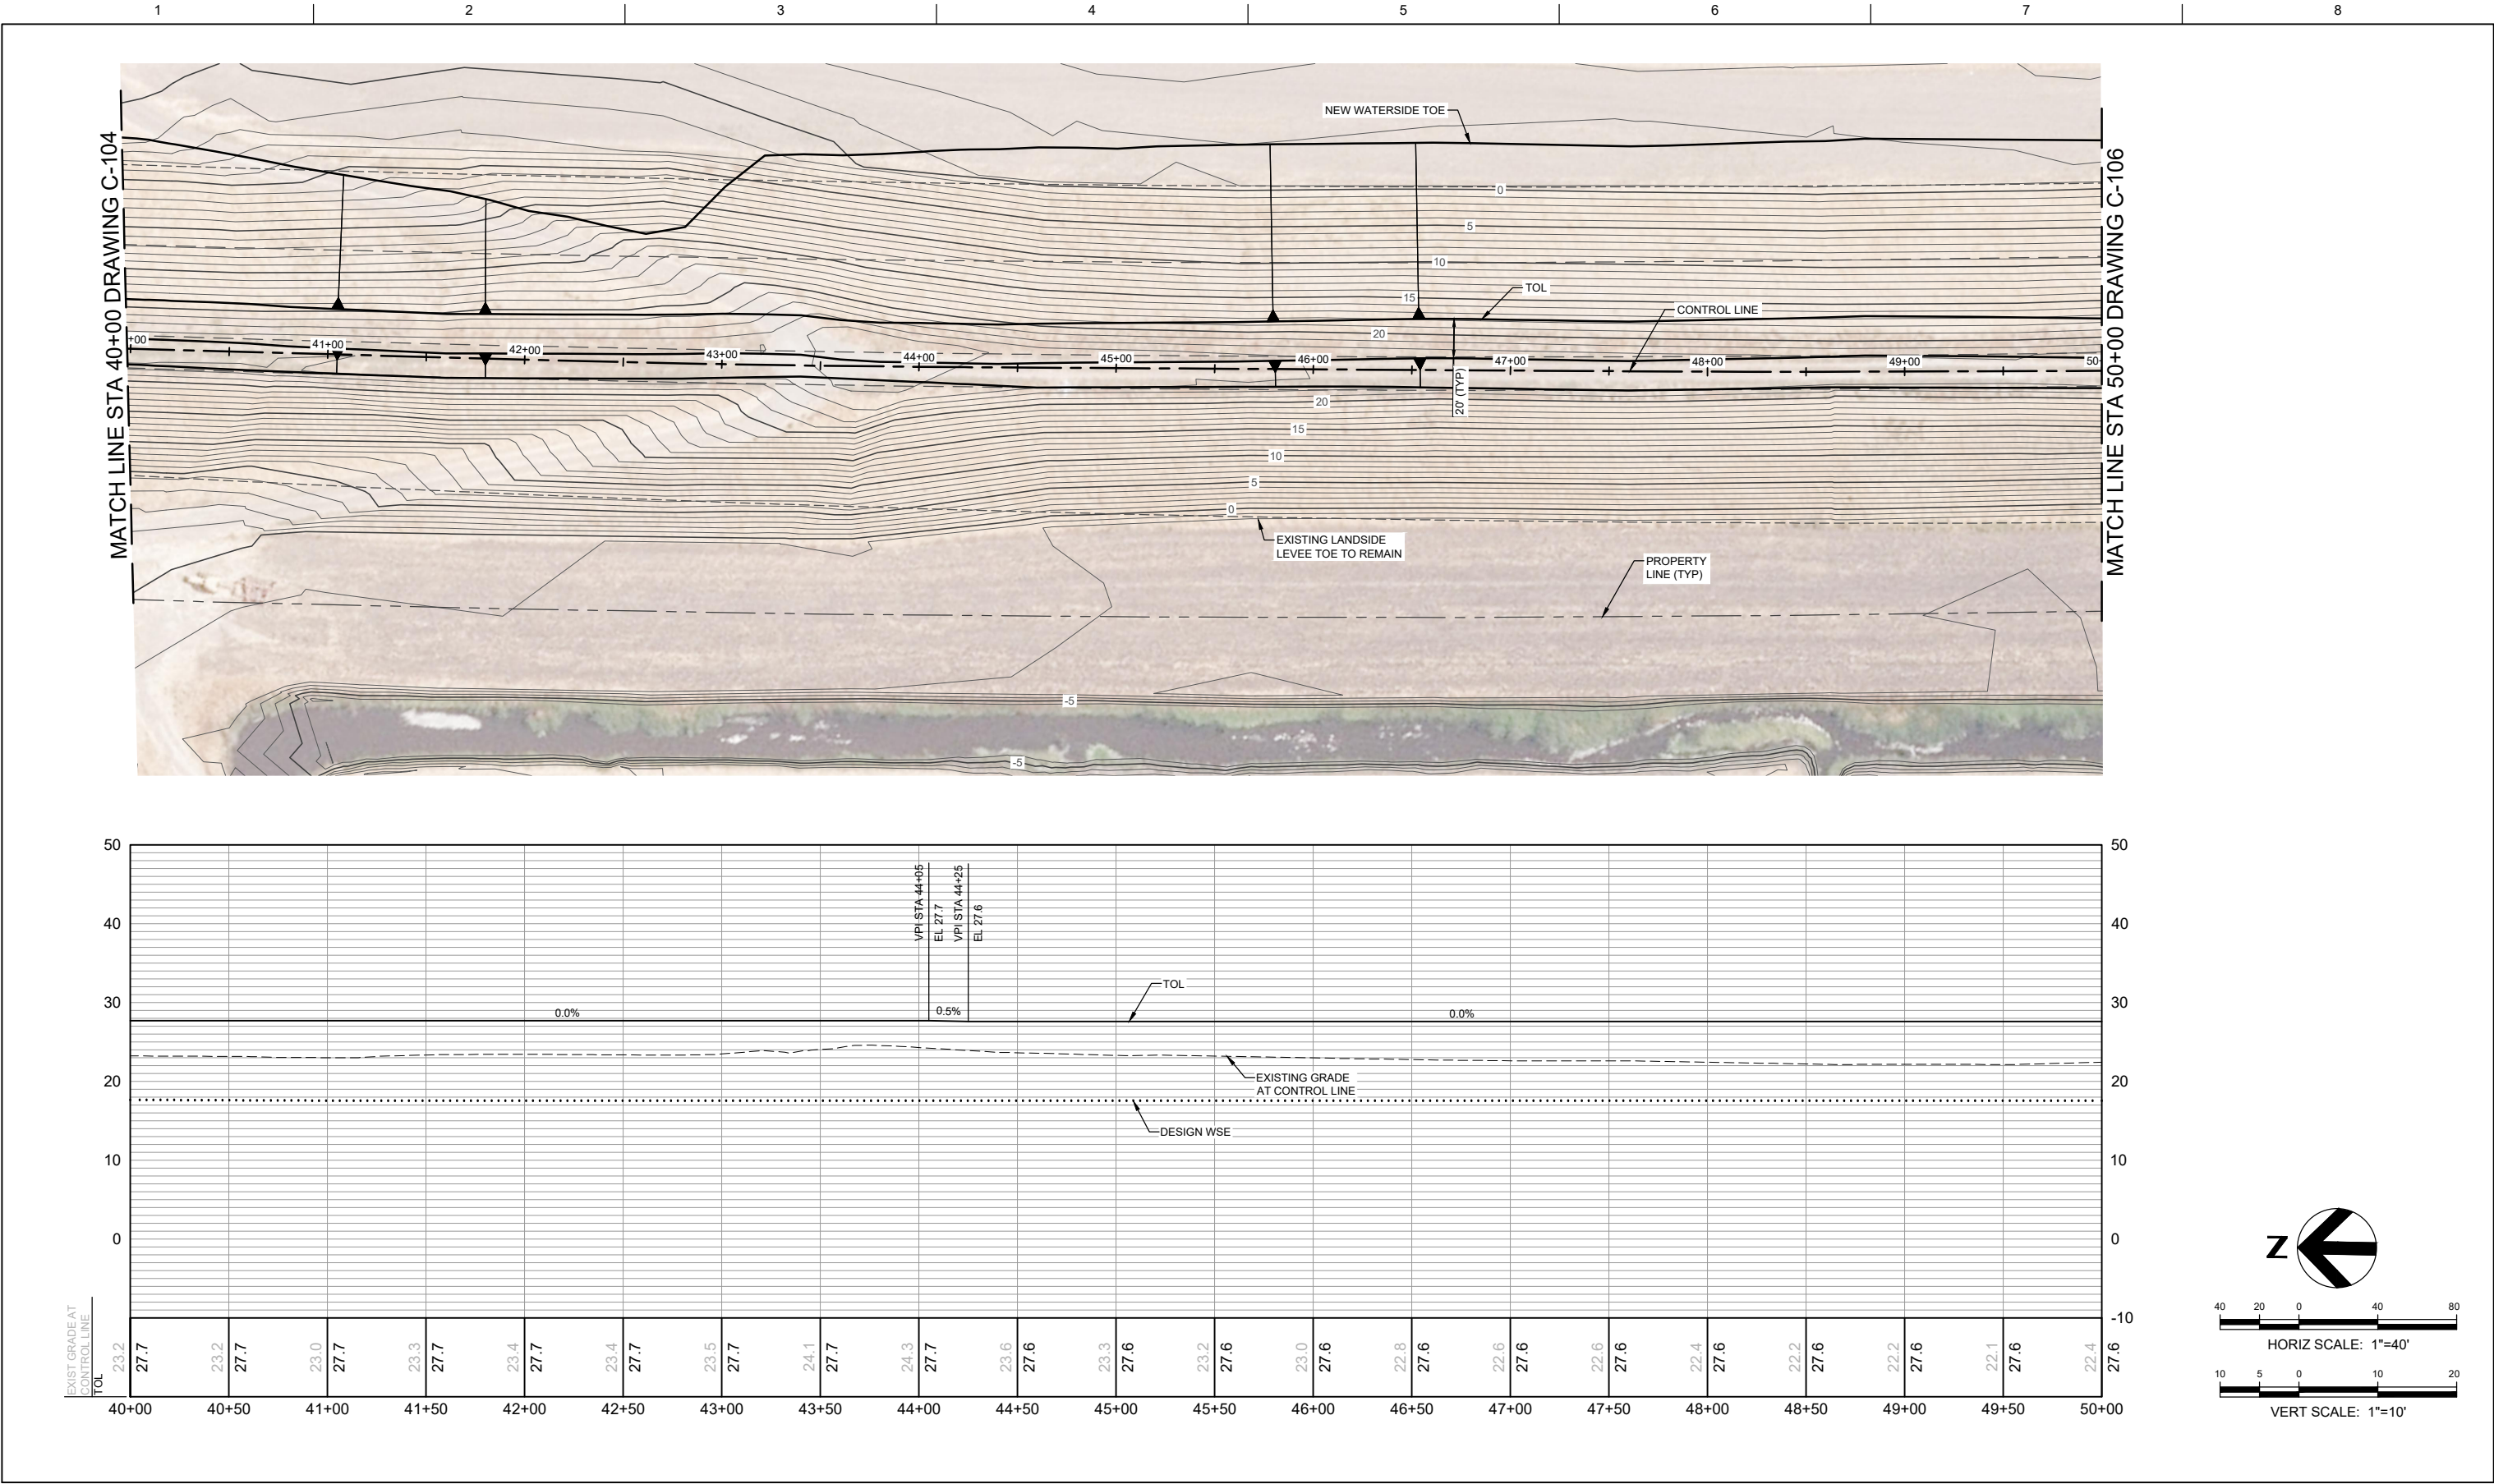 1 2 3 4 5 6 7 8
MATCH LINE STA 40+00 DRAWING C-104
NEW WATERSIDE TOE
0
5
10
15
20
TOL
CONTROL LINE
+00 41+00 42+00 43+00 44+00 45+00 46+00 47+00 48+00 49+00 50+
20' (TYP)
20
15
10
5
0
EXISTING LANDSIDE
LEVEE TOE TO REMAIN
PROPERTY
LINE (TYP)
-5
-5
MATCH LINE STA 50+00 DRAWING C-106
50 50
40 40
30 30
20 20
10 10
0 0
-10
VPI STA 44+05
EL 27.7
VPI STA 44+25
EL 27.6
TOL
0.0% 0.5% 0.0%
EXISTING GRADE
AT CONTROL LINE
DESIGN WSE
EXIST GRADE AT
CONTROL LINE
TOL
23.2 23.2 23.0 23.3 23.4 23.4 23.5 24.1 24.3 23.6 23.3 23.2 23.0 22.8 22.6 22.6 22.4 22.2 22.2 22.1 22.4
27.7 27.7 27.7 27.7 27.7 27.7 27.7 27.7 27.7 27.6 27.6 27.6 27.6 27.6 27.6 27.6 27.6 27.6 27.6 27.6 27.6
40+00 40+50 41+00 41+50 42+00 42+50 43+00 43+50 44+00 44+50 45+00 45+50 46+00 46+50 47+00 47+50 48+00 48+50 49+00 49+50 50+00
Z
40 20 0 40 80
HORIZ SCALE: 1"=40'
10 5 0 10 20
VERT SCALE: 1"=10'